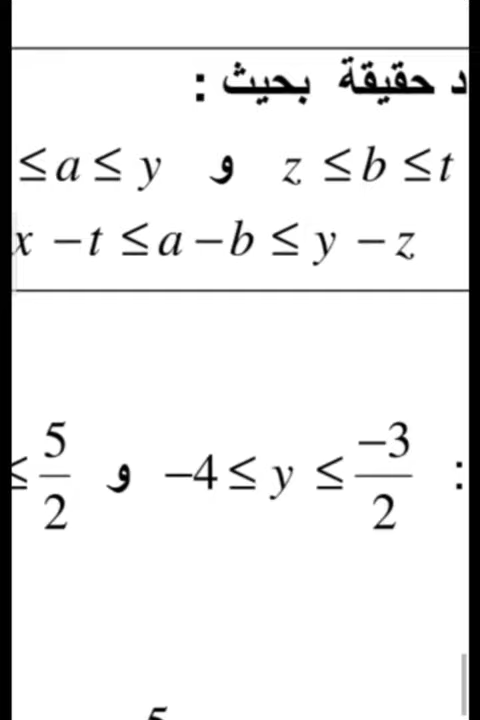 د حقيقة بحيث :
≤ a ≤ y و z ≤ b ≤ t
x − t ≤ a − b ≤ y − z
≤ 5/2 و −4 ≤ y ≤ −3/2 :